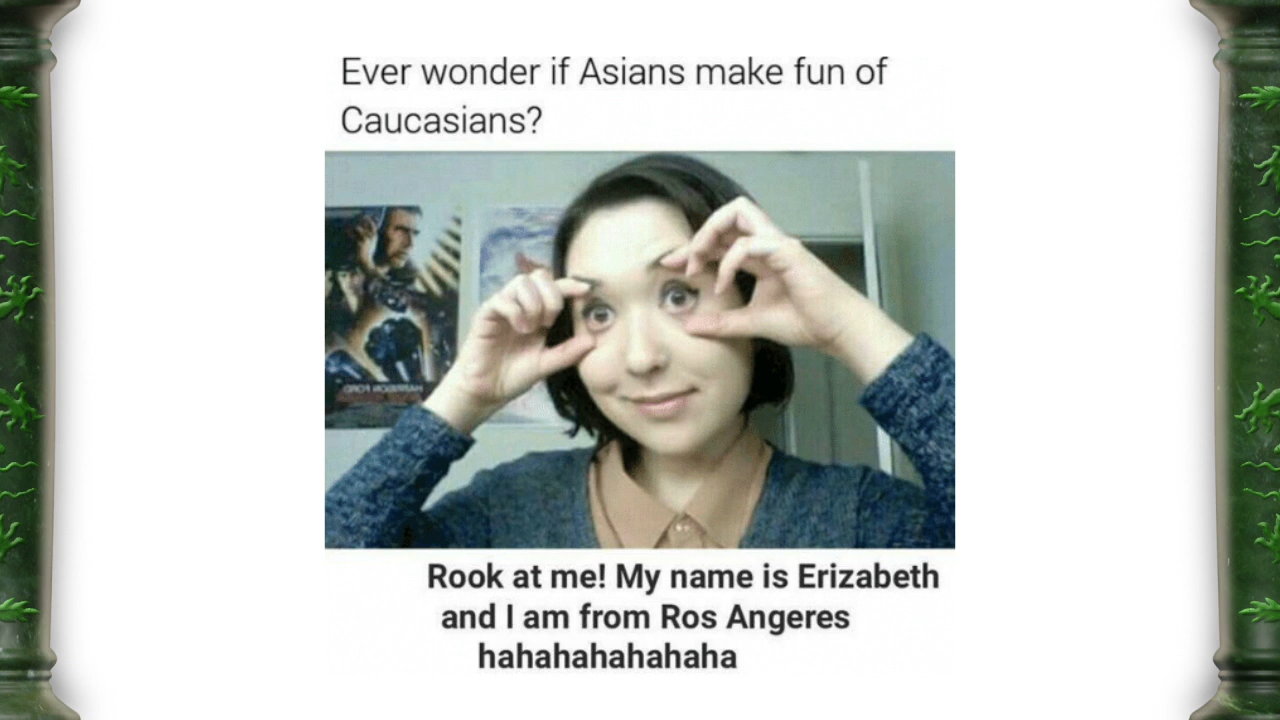 Ever wonder if Asians make fun of
Caucasians?
Rook at me! My name is Erizabeth
and I am from Ros Angeres
hahahahahahaha